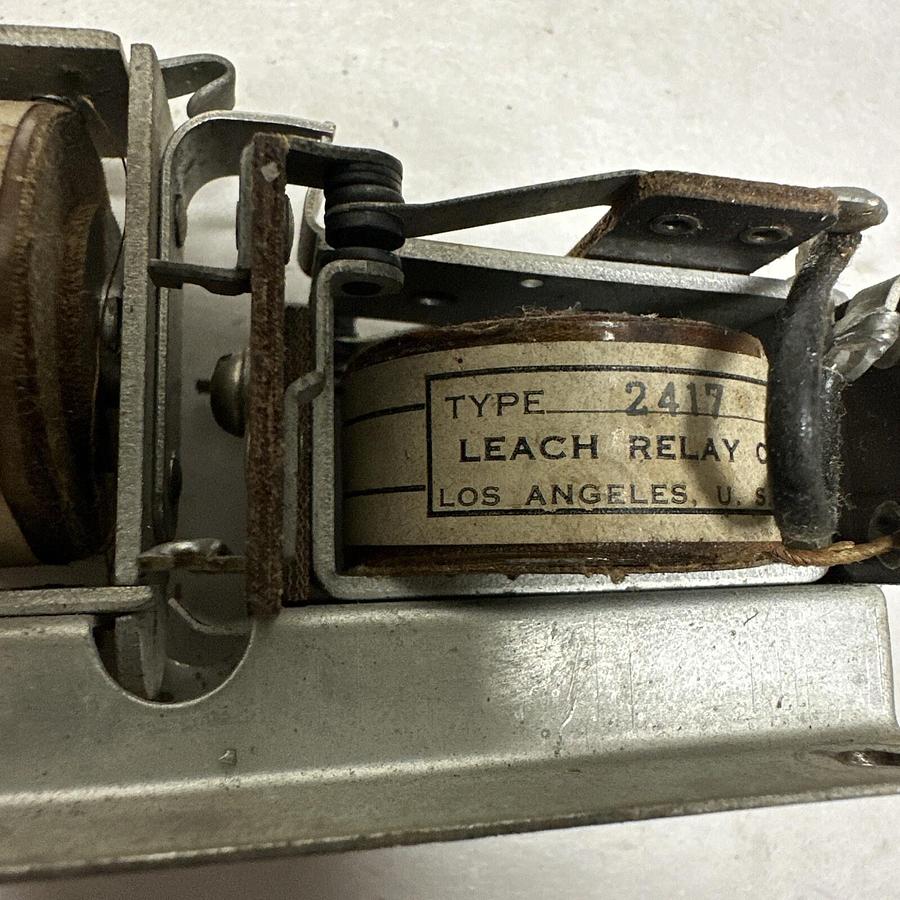 TYPE 2417
LEACH RELAY
LOS ANGELES, U. S